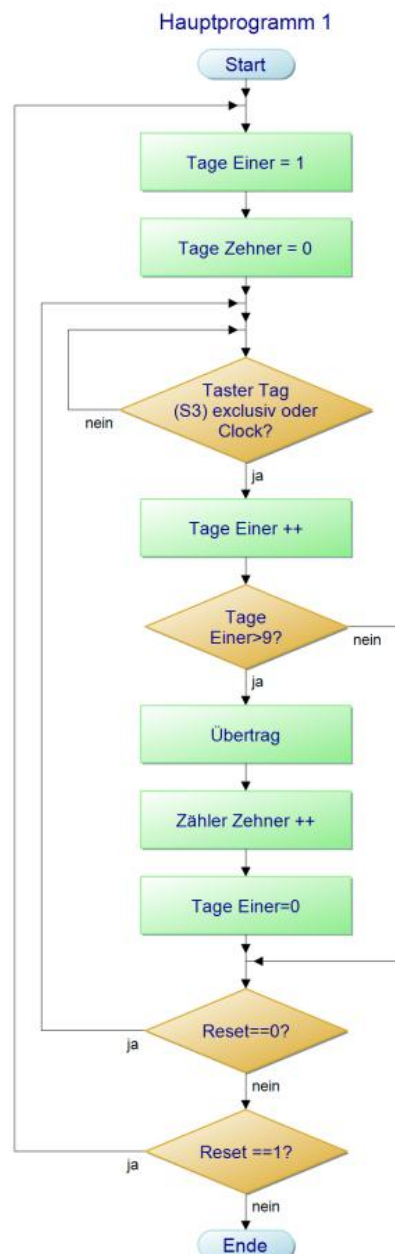 Hauptprogramm 1
Start
Tage Einer = 1
Tage Zehner = 0
Taster Tag
(S3) exclusiv oder
Clock?
nein
ja
Tage Einer ++
Tage
Einer>9?
nein
ja
Übertrag
Zähler Zehner ++
Tage Einer=0
Reset==0?
ja
nein
Reset ==1?
ja
nein
Ende